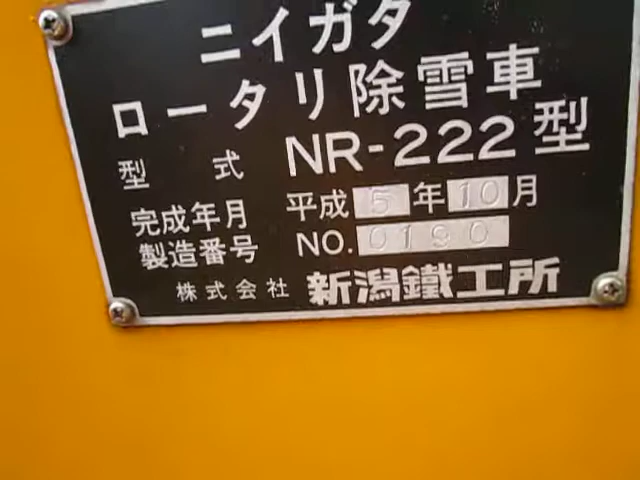 ニイガタ
ロータリ除雪車
型式 NR-222型
完成年月 平成5年10月
製造番号 NO.0190
株式会社 新潟鐵工所